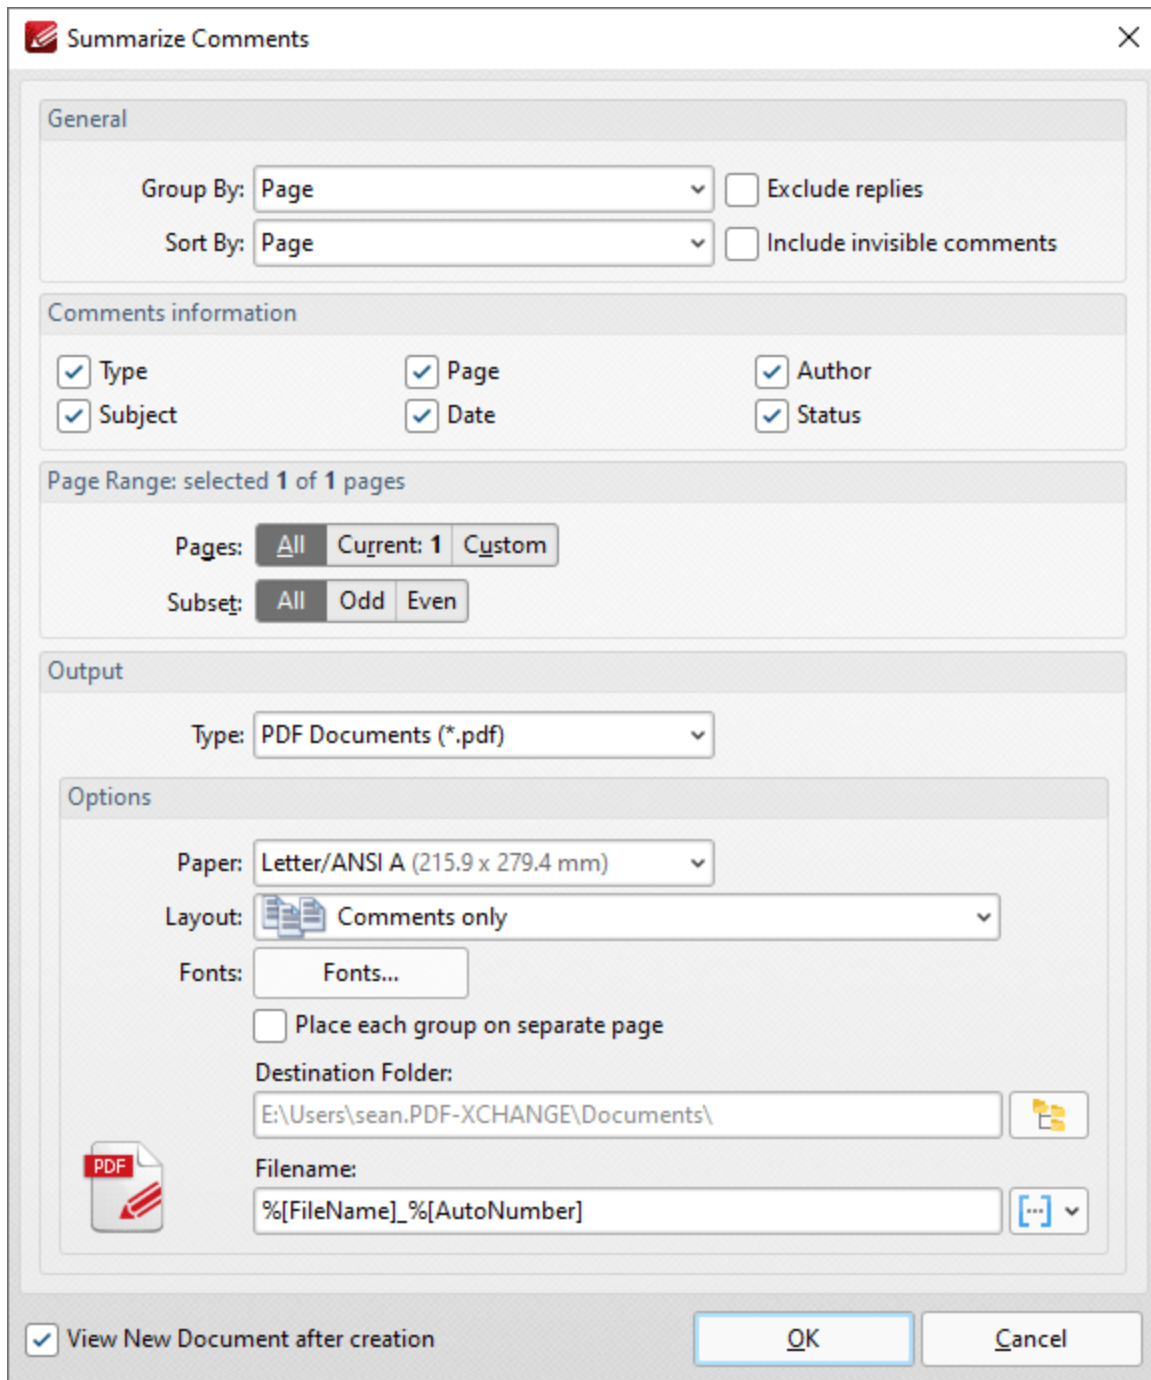 Summarize Comments
General
Group By: Page Exclude replies
Sort By: Page Include invisible comments
Comments information
Type Page Author
Subject Date Status
Page Range: selected 1 of 1 pages
Pages: All Current: 1 Custom
Subset: All Odd Even
Output
Type: PDF Documents (*.pdf)
Options
Paper: Letter/ANSI A (215.9 x 279.4 mm)
Layout: Comments only
Fonts: Fonts...
Place each group on separate page
Destination Folder:
E:\Users\sean.PDF-XCHANGE\Documents\
PDF
Filename:
%[FileName]_%[AutoNumber]
View New Document after creation OK Cancel